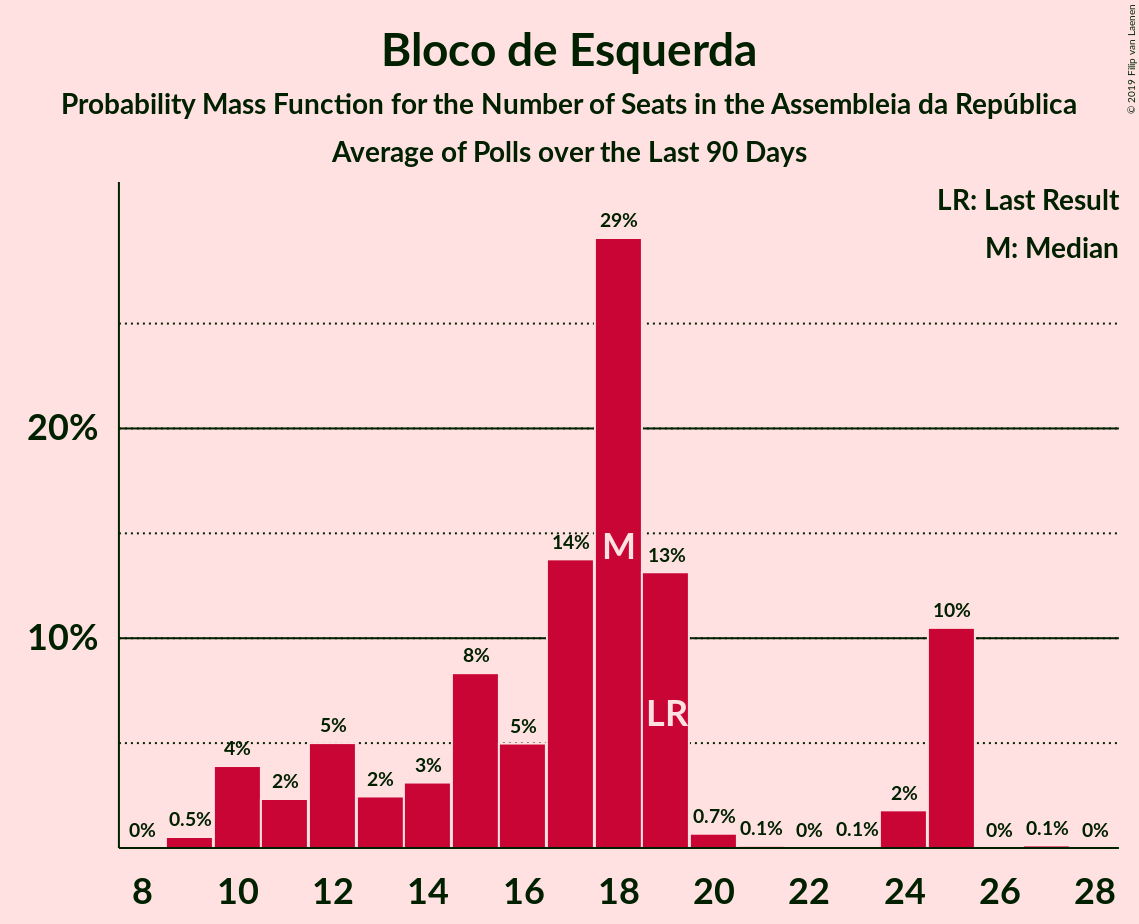 Bloco de Esquerda
Probability Mass Function for the Number of Seats in the Assembleia da República
Average of Polls over the Last 90 Days
© 2019 Filip van Laenen
LR: Last Result
M: Median
20%
10%
0%
0.5%
4%
2%
5%
2%
3%
8%
5%
14%
29%
13%
0.7%
0.1%
0%
0.1%
2%
10%
0%
0.1%
0%
M
LR
8 10 12 14 16 18 20 22 24 26 28